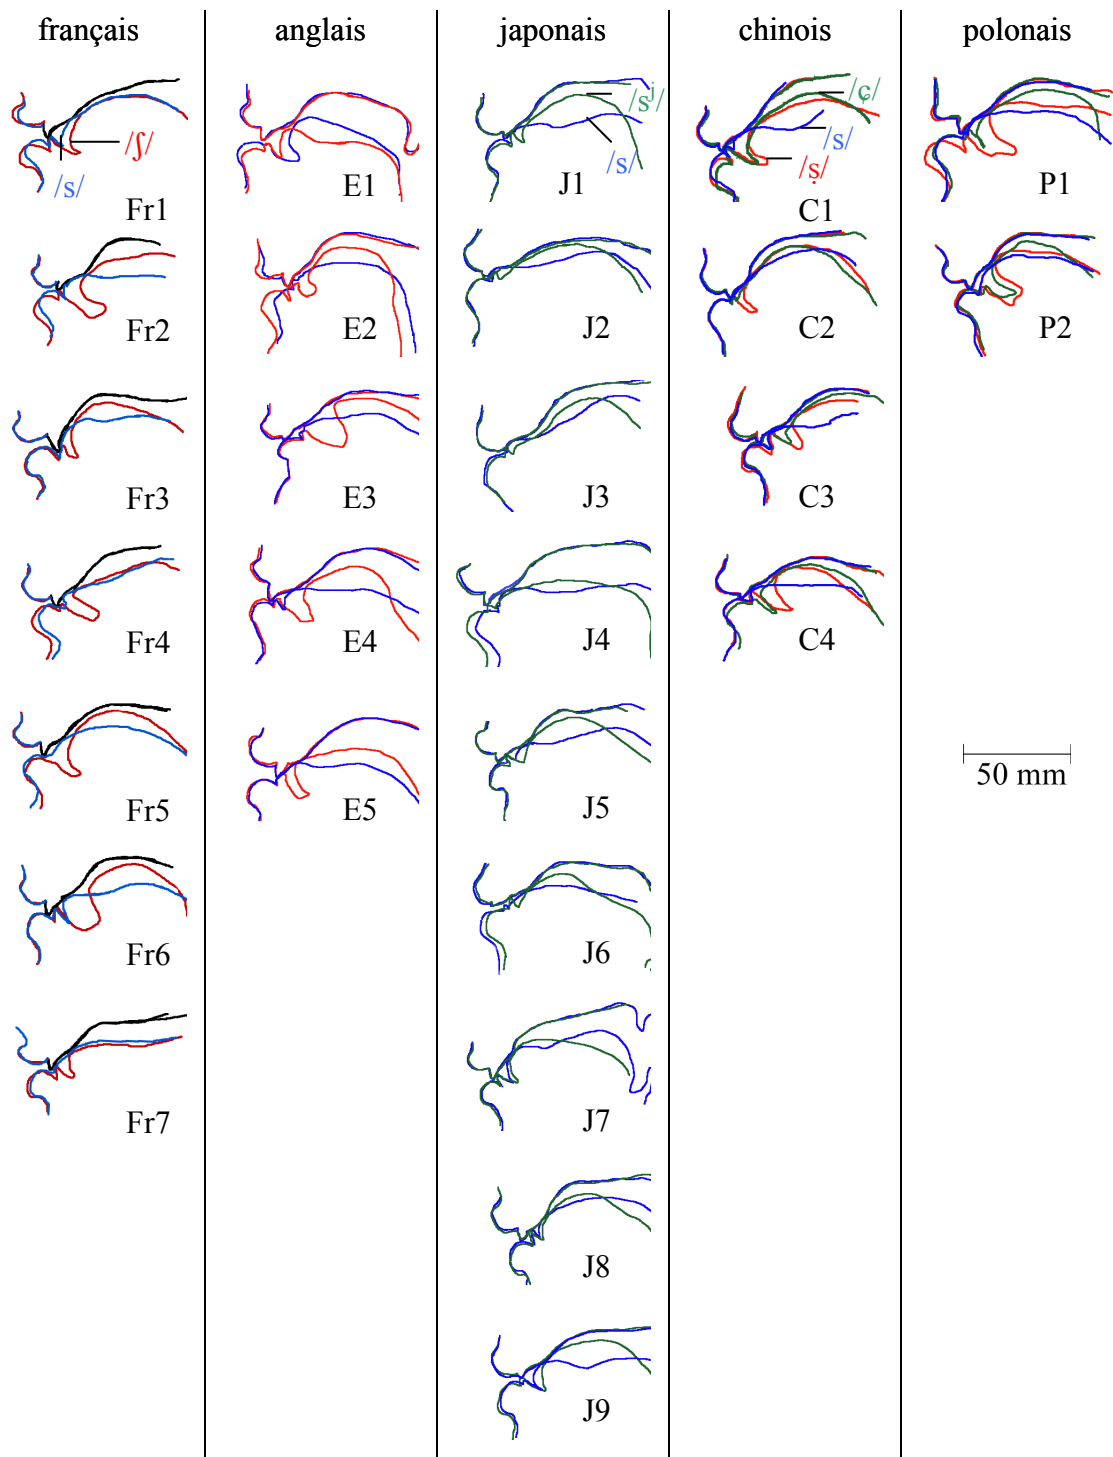 français
anglais
japonais
chinois
polonais
/ʃ/
/s/
Fr1
Fr2
Fr3
Fr4
Fr5
Fr6
Fr7
E1
E2
E3
E4
E5
/sʲ/
/s/
J1
J2
J3
J4
J5
J6
J7
J8
J9
/ɕ/
/s/
/ṣ/
C1
C2
C3
C4
P1
P2
50 mm